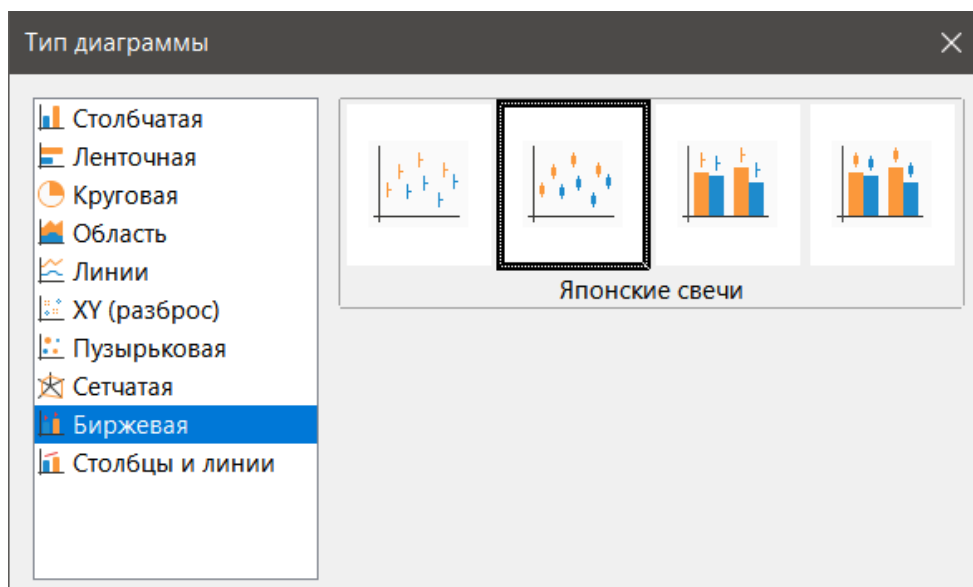 Тип диаграммы
Столбчатая
Ленточная
Круговая
Область
Линии
XY (разброс)
Пузырьковая
Сетчатая
Биржевая
Столбцы и линии
Японские свечи